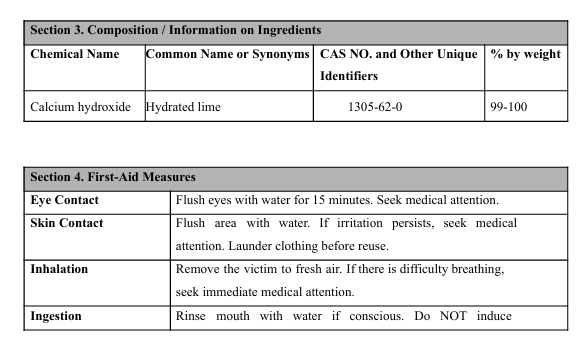 Section 3. Composition / Information on Ingredients
Chemical Name Common Name or Synonyms CAS NO. and Other Unique % by weight
Identifiers
Calcium hydroxide Hydrated lime 1305-62-0 99-100
Section 4. First-Aid Measures
Eye Contact Flush eyes with water for 15 minutes. Seek medical attention.
Skin Contact Flush area with water. If irritation persists, seek medical
attention. Launder clothing before reuse.
Inhalation Remove the victim to fresh air. If there is difficulty breathing,
seek immediate medical attention.
Ingestion Rinse mouth with water if conscious. Do NOT induce